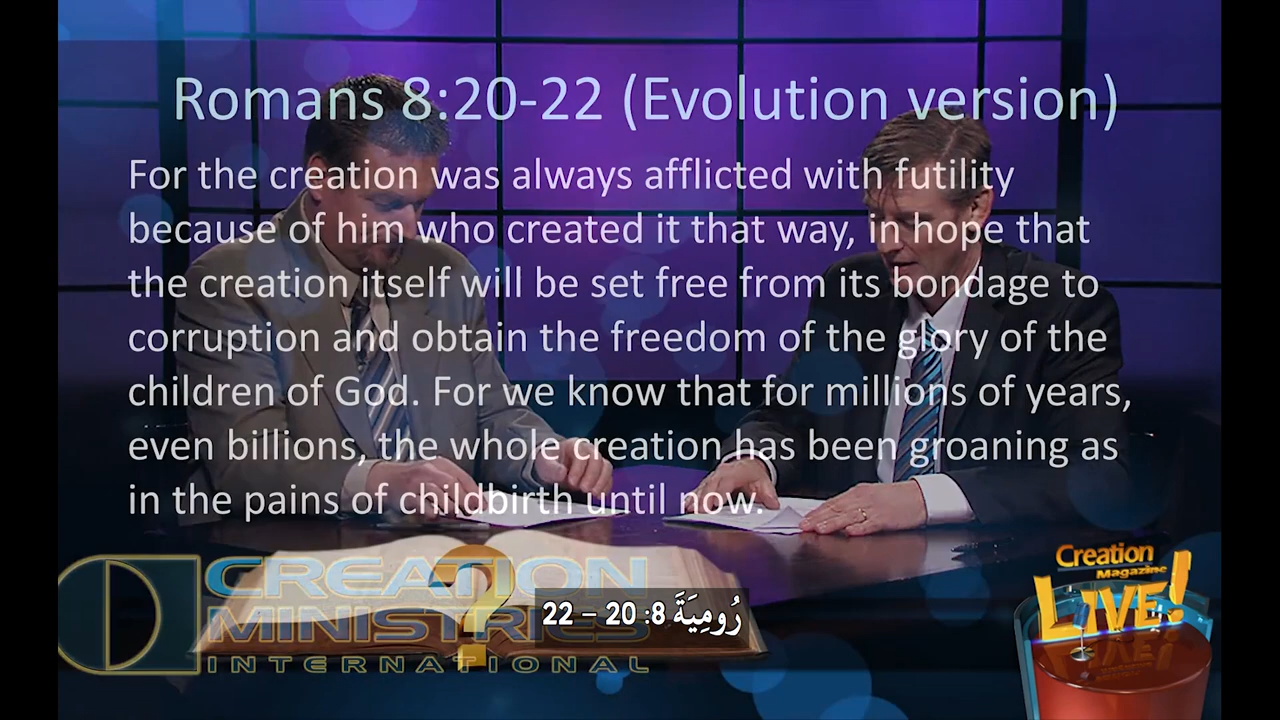 Romans 8:20-22 (Evolution version)
For the creation was always afflicted with futility
because of him who created it that way, in hope that
the creation itself will be set free from its bondage to
corruption and obtain the freedom of the glory of the
children of God. For we know that for millions of years,
even billions, the whole creation has been groaning as
in the pains of childbirth until now.
CREATION
MINISTRIES
INTERNATIONAL
?
رُومِيَةَ 8: 20 – 22
Creation
Magazine
LIVE!